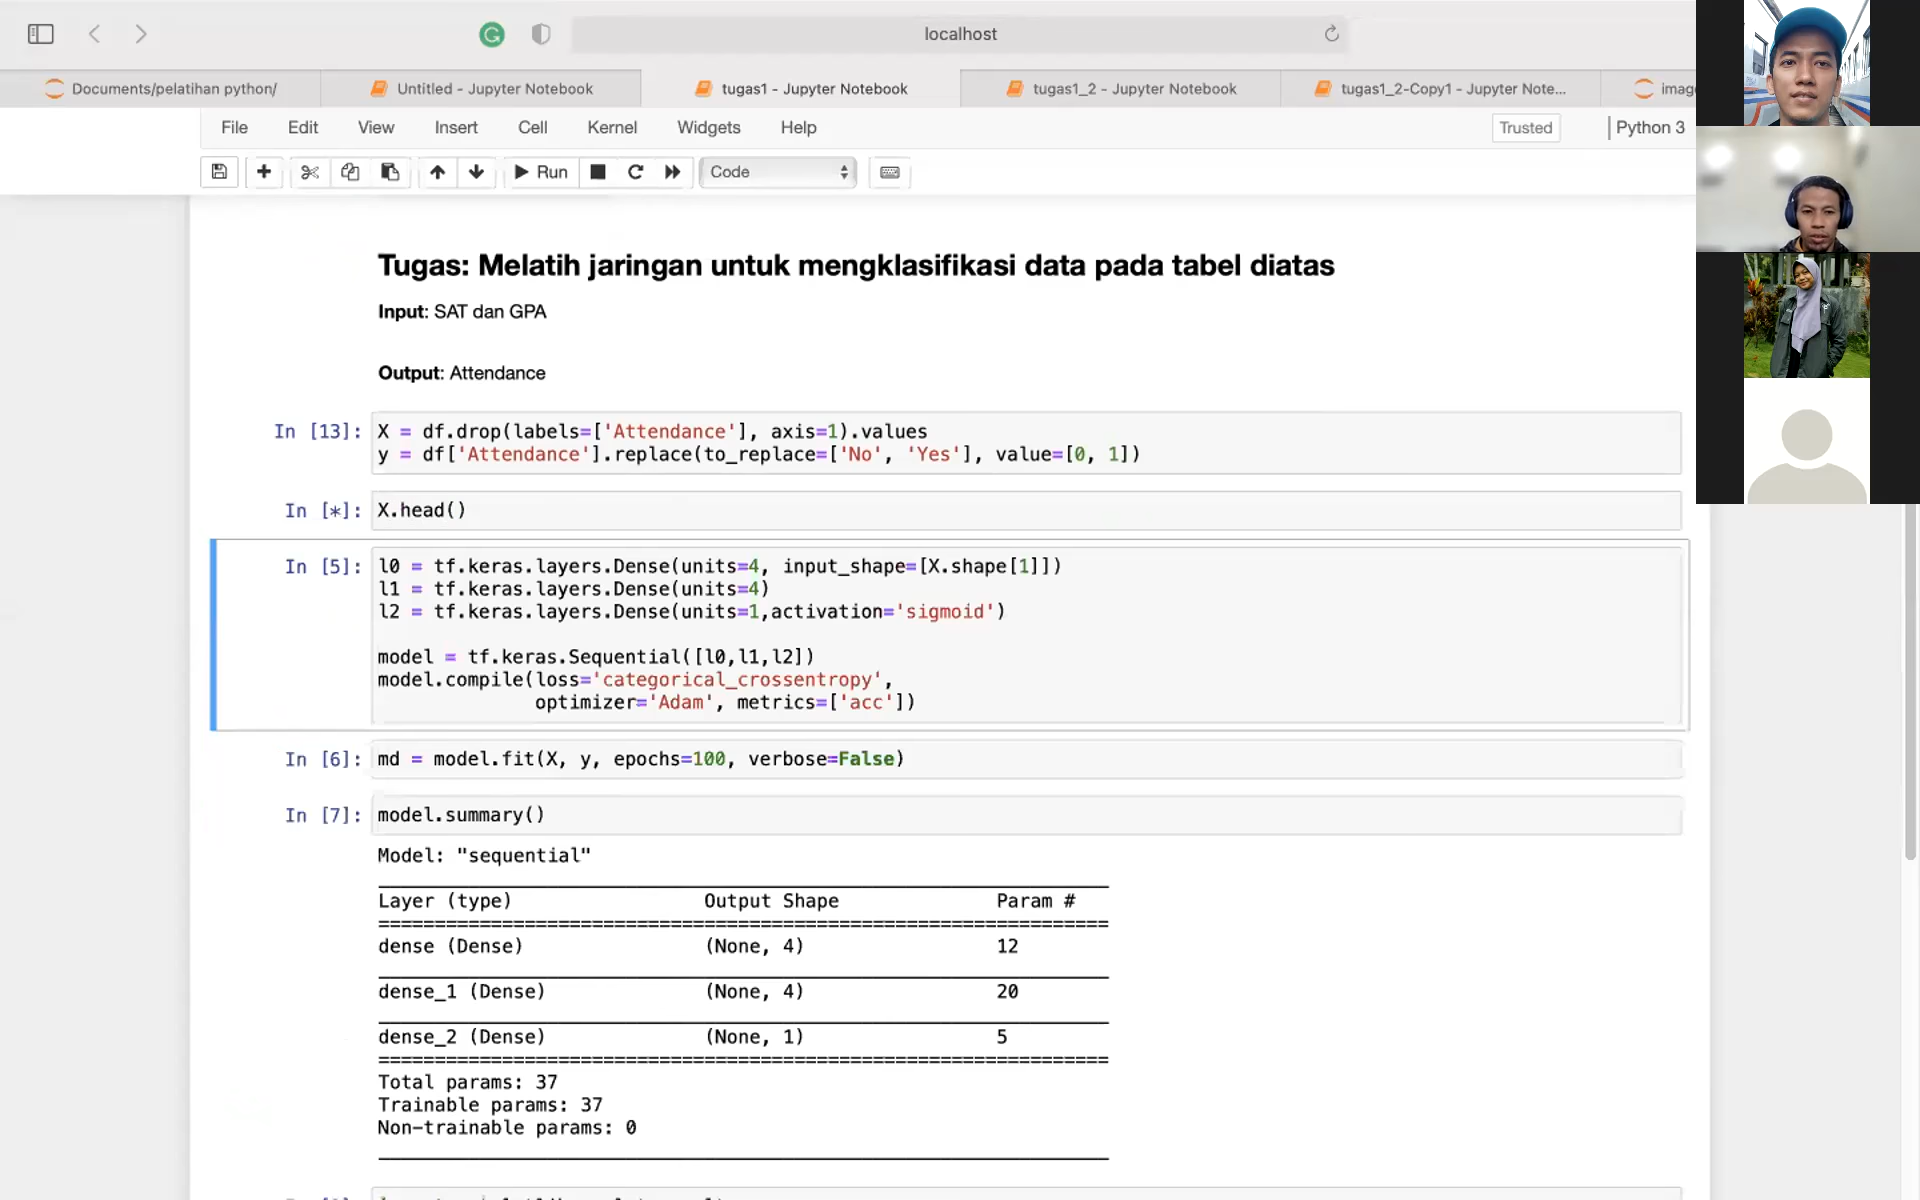 localhost
Documents/pelatihan python/
Untitled - Jupyter Notebook
tugas1 - Jupyter Notebook
tugas1_2 - Jupyter Notebook
tugas1_2-Copy1 - Jupyter Note...
File Edit View Insert Cell Kernel Widgets Help
Trusted
Python 3
Run
Code
Tugas: Melatih jaringan untuk mengklasifikasi data pada tabel diatas
Input: SAT dan GPA
Output: Attendance
In [13]: X = df.drop(labels=['Attendance'], axis=1).values
y = df['Attendance'].replace(to_replace=['No', 'Yes'], value=[0, 1])
In [*]: X.head()
In [5]: l0 = tf.keras.layers.Dense(units=4, input_shape=[X.shape[1]])
l1 = tf.keras.layers.Dense(units=4)
l2 = tf.keras.layers.Dense(units=1,activation='sigmoid')
model = tf.keras.Sequential([l0,l1,l2])
model.compile(loss='categorical_crossentropy',
optimizer='Adam', metrics=['acc'])
In [6]: md = model.fit(X, y, epochs=100, verbose=False)
In [7]: model.summary()
Model: "sequential"
Layer (type) Output Shape Param #
dense (Dense) (None, 4) 12
dense_1 (Dense) (None, 4) 20
dense_2 (Dense) (None, 1) 5
Total params: 37
Trainable params: 37
Non-trainable params: 0